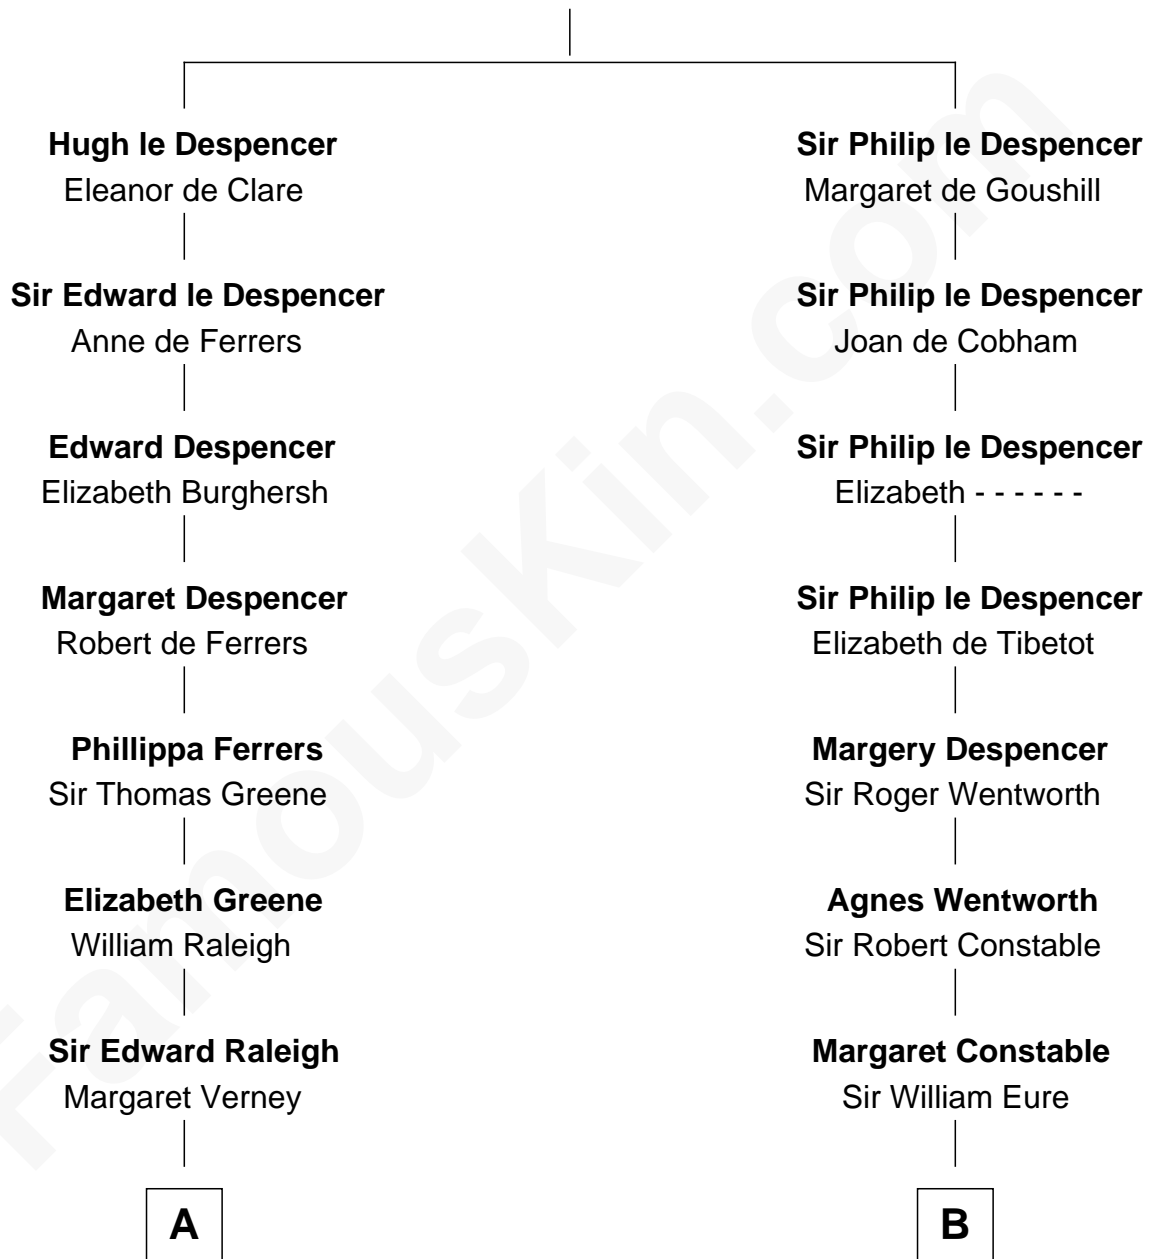 Hugh le Despencer
Eleanor de Clare
Sir Edward le Despencer
Anne de Ferrers
Edward Despencer
Elizabeth Burghersh
Margaret Despencer
Robert de Ferrers
Phillippa Ferrers
Sir Thomas Greene
Elizabeth Greene
William Raleigh
Sir Edward Raleigh
Margaret Verney
A
Sir Philip le Despencer
Margaret de Goushill
Sir Philip le Despencer
Joan de Cobham
Sir Philip le Despencer
Elizabeth - - - - - -
Sir Philip le Despencer
Elizabeth de Tibetot
Margery Despencer
Sir Roger Wentworth
Agnes Wentworth
Sir Robert Constable
Margaret Constable
Sir William Eure
B
FamousKin.com